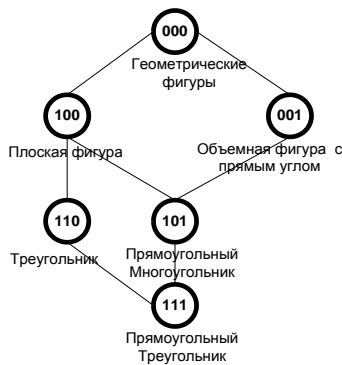 000
Геометрические
фигуры
100
001
Плоская фигура
Объемная фигура с
прямым углом
110
101
Треугольник
Прямоугольный
Многоугольник
111
Прямоугольный
Треугольник